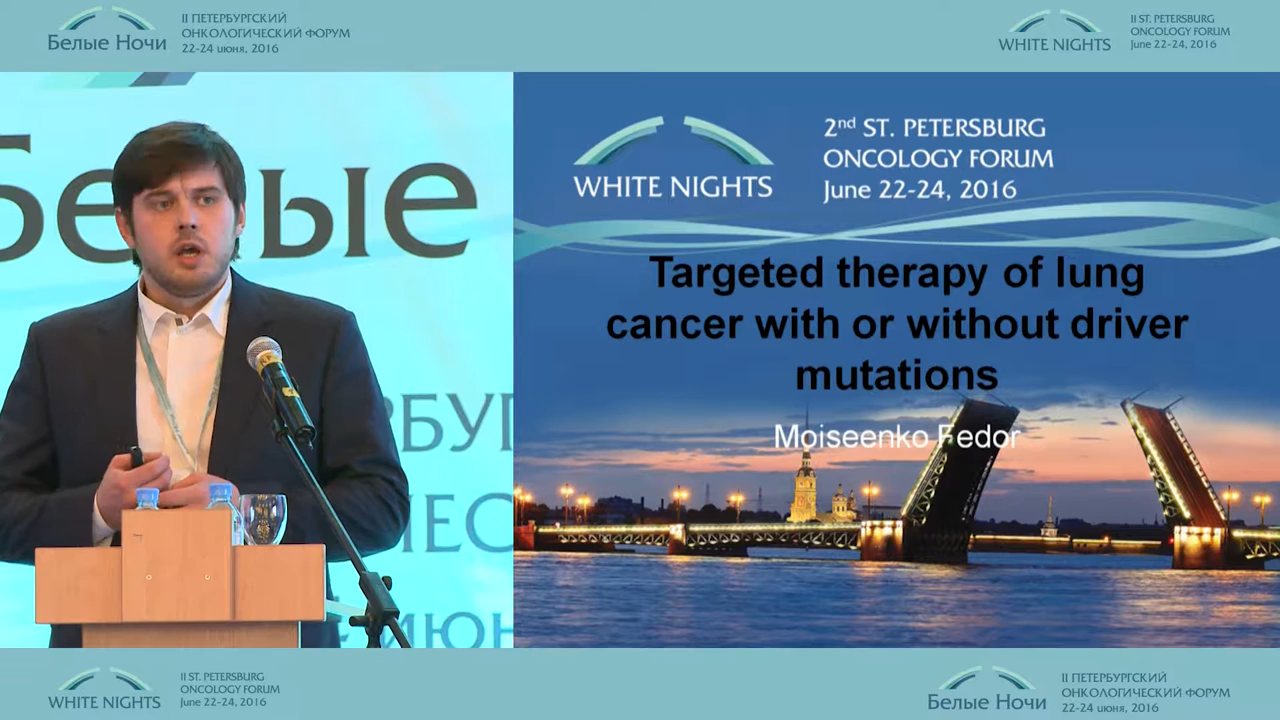 Белые Ночи
II ПЕТЕРБУРГСКИЙ
ОНКОЛОГИЧЕСКИЙ ФОРУМ
22-24 июня, 2016
WHITE NIGHTS
II ST. PETERSBURG
ONCOLOGY FORUM
June 22-24, 2016
Белые
РБУГ
ЧЕС
ИЮН
WHITE NIGHTS
2nd ST. PETERSBURG
ONCOLOGY FORUM
June 22-24, 2016
Targeted therapy of lung
cancer with or without driver
mutations
Moiseenko Fedor
WHITE NIGHTS
II ST. PETERSBURG
ONCOLOGY FORUM
June 22-24, 2016
Белые Ночи
II ПЕТЕРБУРГСКИЙ
ОНКОЛОГИЧЕСКИЙ ФОРУМ
22-24 июня, 2016